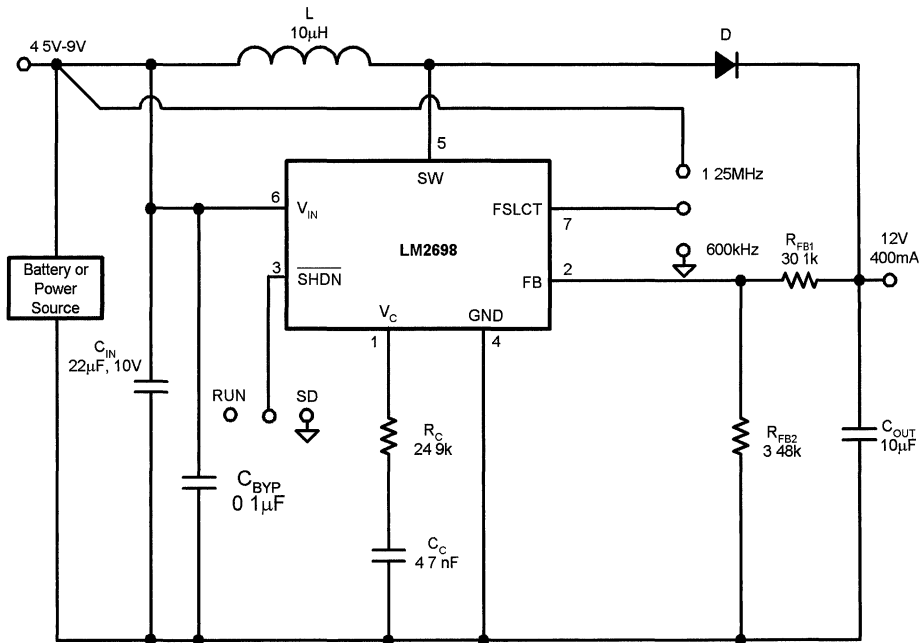 L
10μH
D
4 5V-9V
5
SW
6
VIN
FSLCT
7
1 25MHz
LM2698
600kHz
RFB1
30 1k
12V
400mA
3
SHDN
2
FB
Battery or
Power
Source
VC
GND
1
4
CIN
22μF, 10V
RUN
SD
RC
24 9k
RFB2
3 48k
COUT
10μF
CBYP
0 1μF
CC
4 7 nF